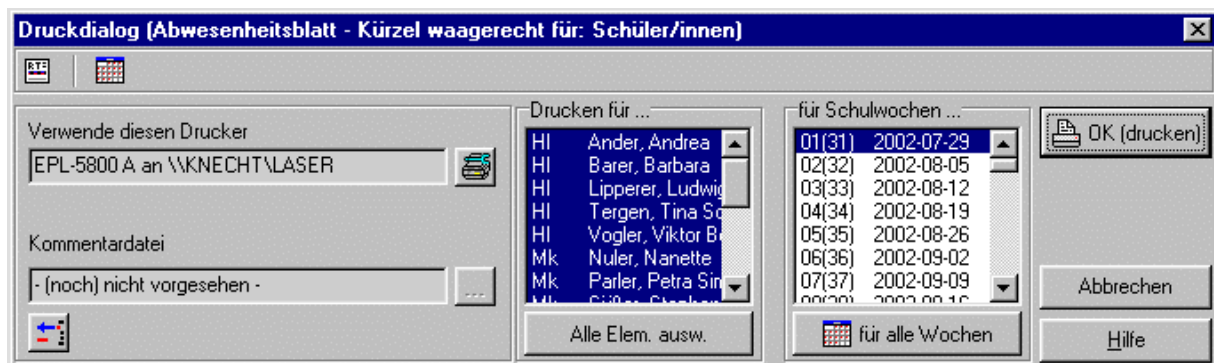 Druckdialog (Abwesenheitsblatt - Kürzel waagerecht für: Schüler/innen)
RTF
Verwende diesen Drucker
EPL-5800 A an \\KNECHT\LASER
Kommentardatei
- (noch) nicht vorgesehen -
...
Drucken für ...
Hl Ander, Andrea
Hl Barer, Barbara
Hl Lipperer, Ludwig
Hl Tergen, Tina
Hl Vogler, Viktor
Mk Nuler, Nanette
Mk Parler, Petra
Alle Elem. ausw.
für Schulwochen ...
01(31) 2002-07-29
02(32) 2002-08-05
03(33) 2002-08-12
04(34) 2002-08-19
05(35) 2002-08-26
06(36) 2002-09-02
07(37) 2002-09-09
für alle Wochen
OK (drucken)
Abbrechen
Hilfe